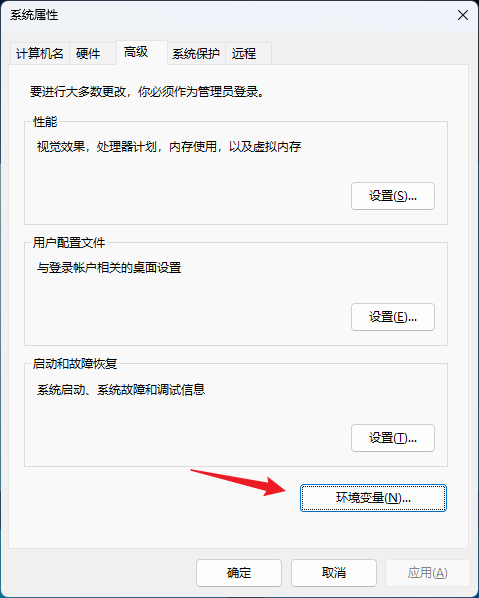 系统属性
计算机名 硬件 高级 系统保护 远程
要进行大多数更改，你必须作为管理员登录。
性能
视觉效果，处理器计划，内存使用，以及虚拟内存
设置(S)...
用户配置文件
与登录帐户相关的桌面设置
设置(E)...
启动和故障恢复
系统启动、系统故障和调试信息
设置(T)...
环境变量(N)...
确定 取消 应用(A)